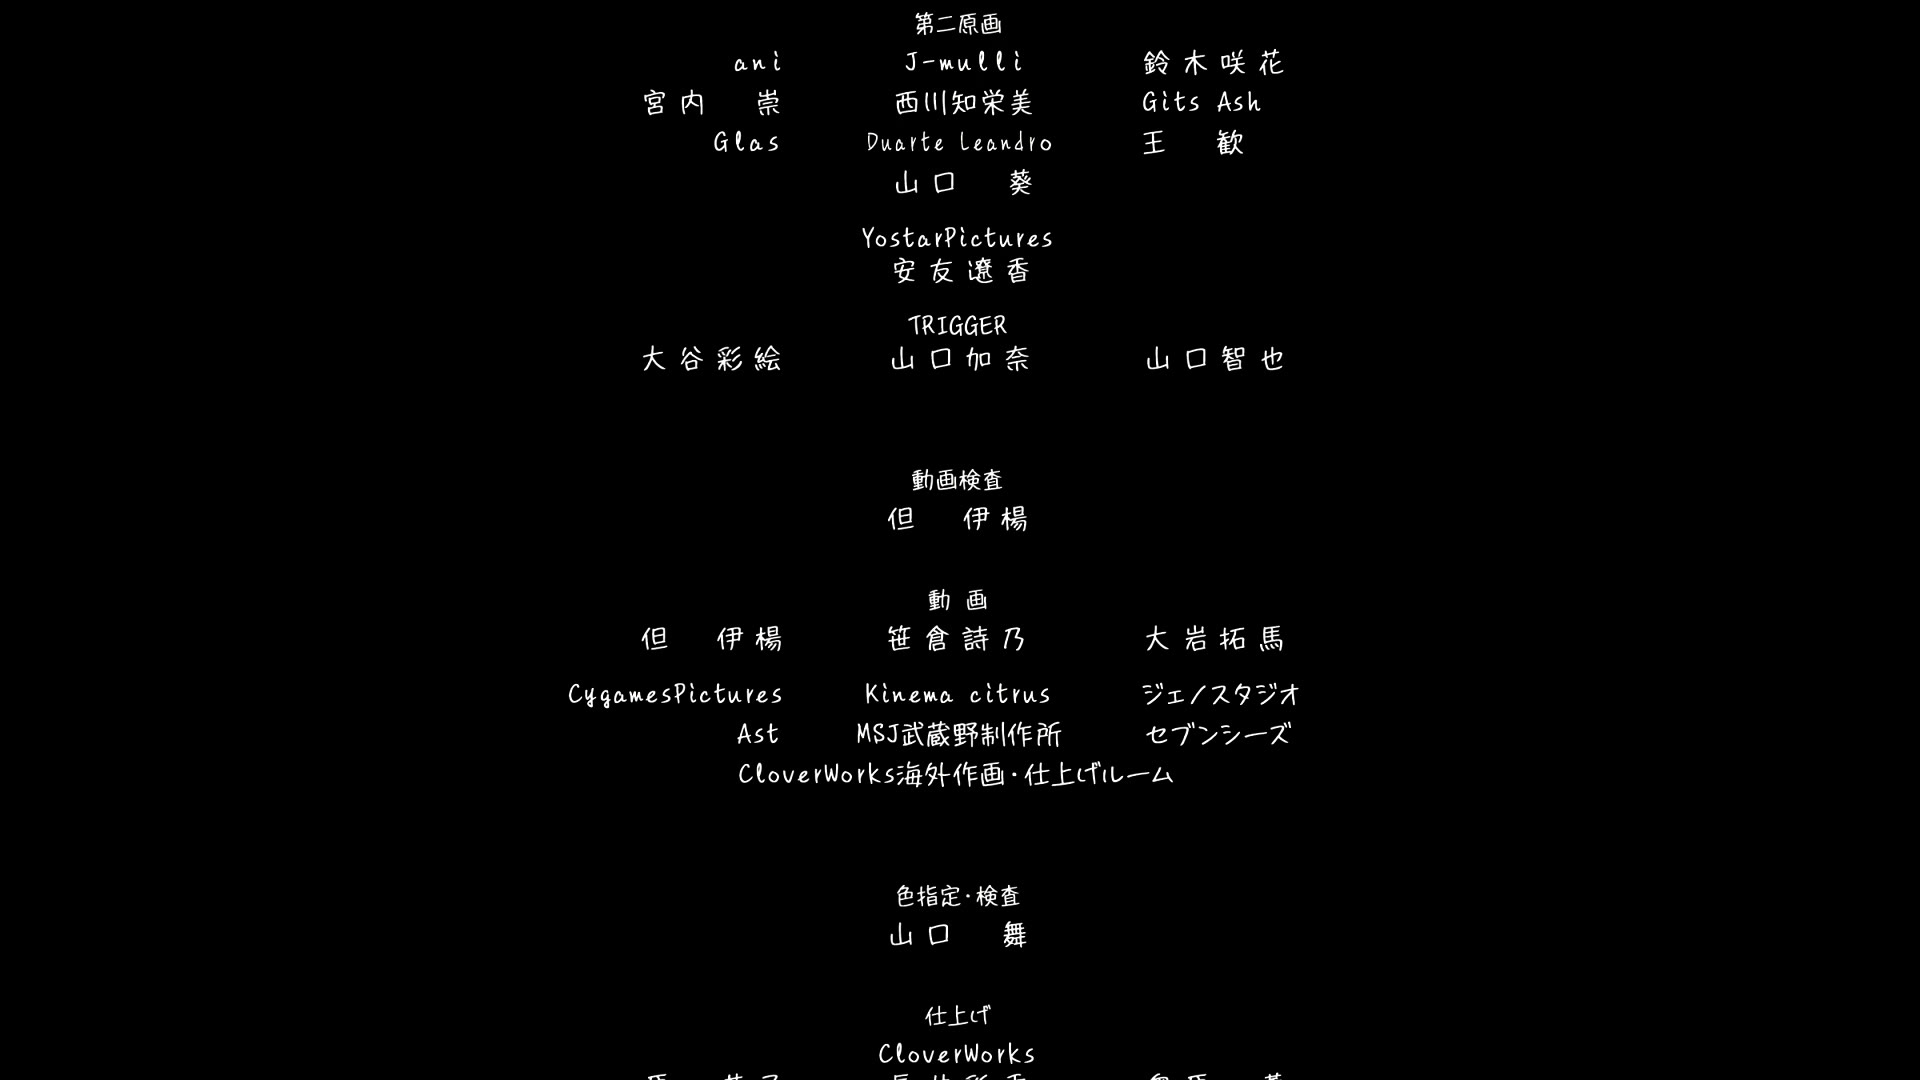 第二原画
ani J-mulli 鈴木咲花
宮内 崇 西川知栄美 Gits Ash
Glas Duarte Leandro 王 歓
山口 葵
YostarPictures
安友遼香
TRIGGER
大谷彩絵 山口加奈 山口智也
動画検査
但 伊楊
動画
但 伊楊 笹倉詩乃 大岩拓馬
CygamesPictures Kinema citrus ジェノスタジオ
Ast MSJ武蔵野制作所 セブンシーズ
CloverWorks海外作画・仕上げルーム
色指定・検査
山口 舞
仕上げ
CloverWorks